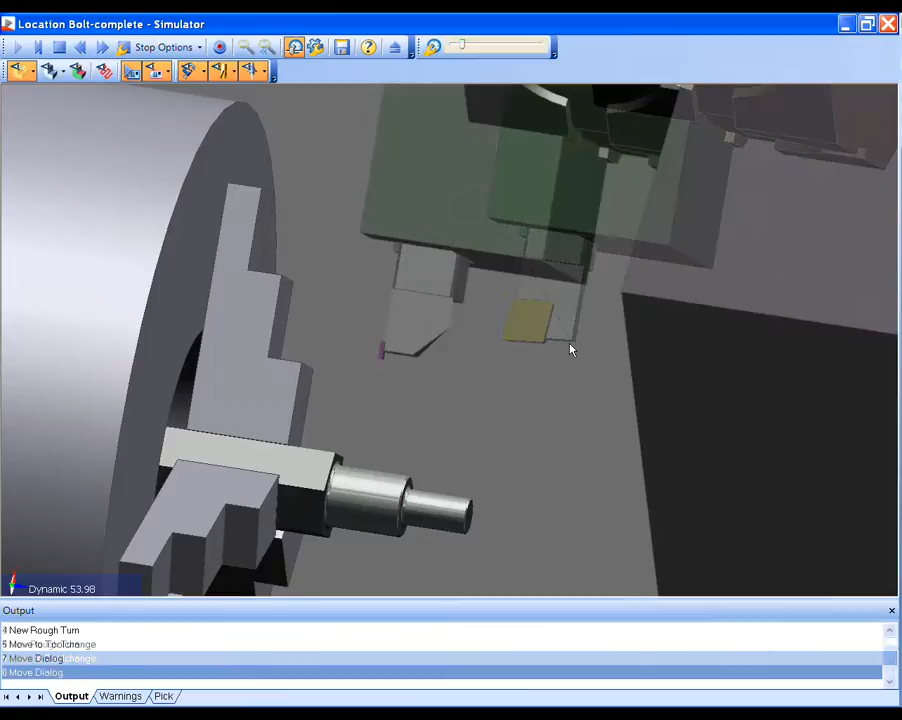 Location Bolt-complete - Simulator
Stop Options
Dynamic 53.98
Output
4 New Rough Turn
5 Move to
7 Move Dialog
8 Move Dialog
Output Warnings Pick